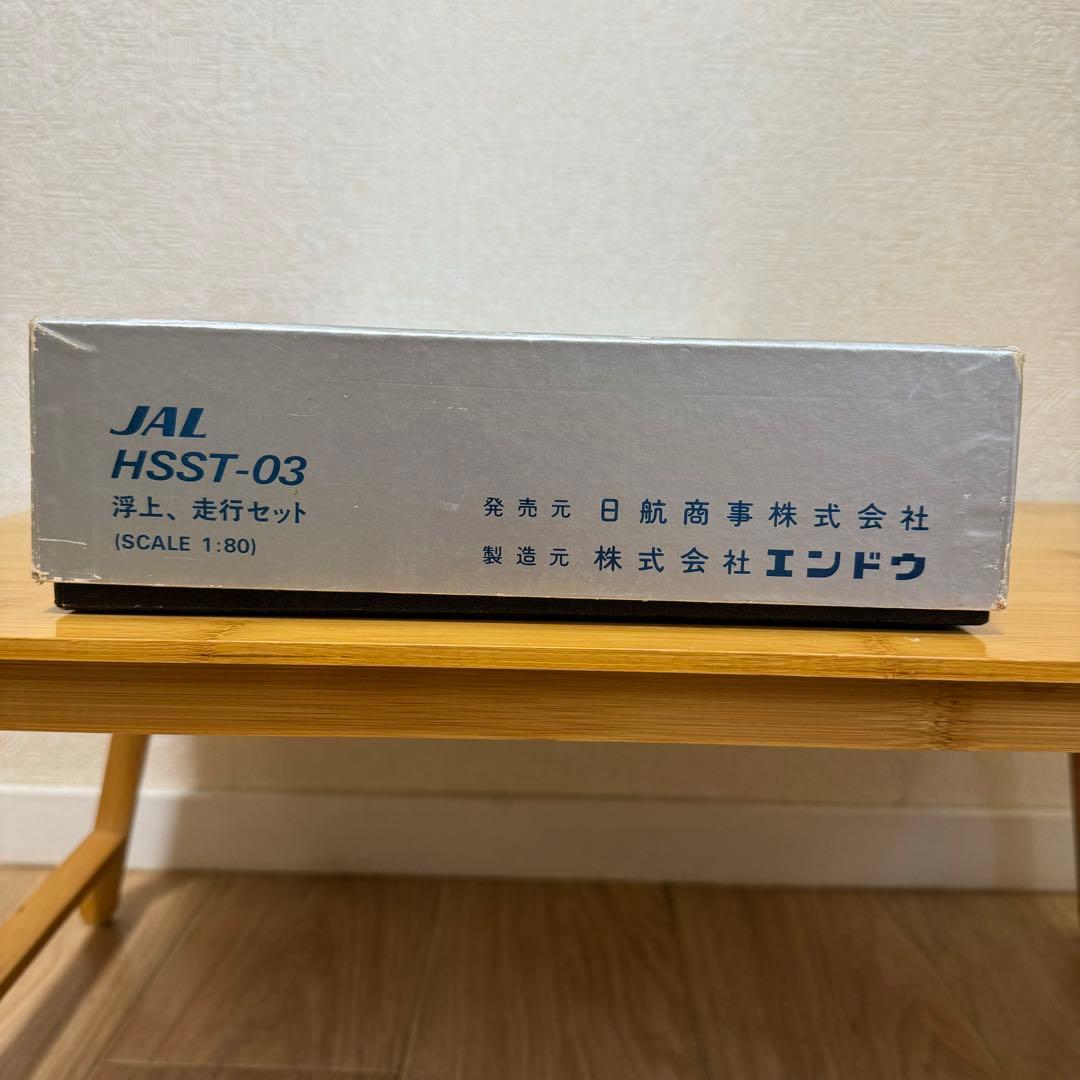 JAL
HSST-03
浮上、走行セット
(SCALE 1:80)
発売元 日航商事株式会社
製造元 株式会社エンドウ